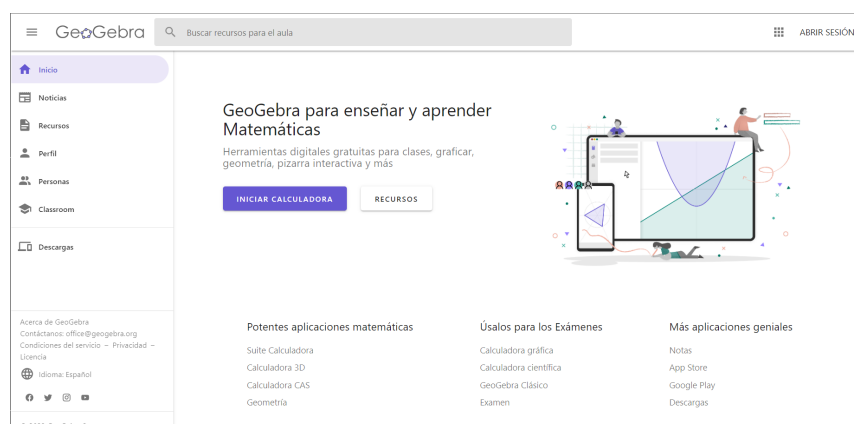 GeoGebra
Buscar recursos para el aula
ABRIR SESIÓN
Inicio
Noticias
Recursos
Perfil
Personas
Classroom
Descargas
Acerca de GeoGebra
Contáctanos: office@geogebra.org
Condiciones del servicio – Privacidad –
Licencia
Idioma: Español
GeoGebra para enseñar y aprender
Matemáticas
Herramientas digitales gratuitas para clases, graficar,
geometría, pizarra interactiva y más
INICIAR CALCULADORA
RECURSOS
Potentes aplicaciones matemáticas
Suite Calculadora
Calculadora 3D
Calculadora CAS
Geometría
Úsalos para los Exámenes
Calculadora gráfica
Calculadora científica
GeoGebra Clásico
Examen
Más aplicaciones geniales
Notas
App Store
Google Play
Descargas